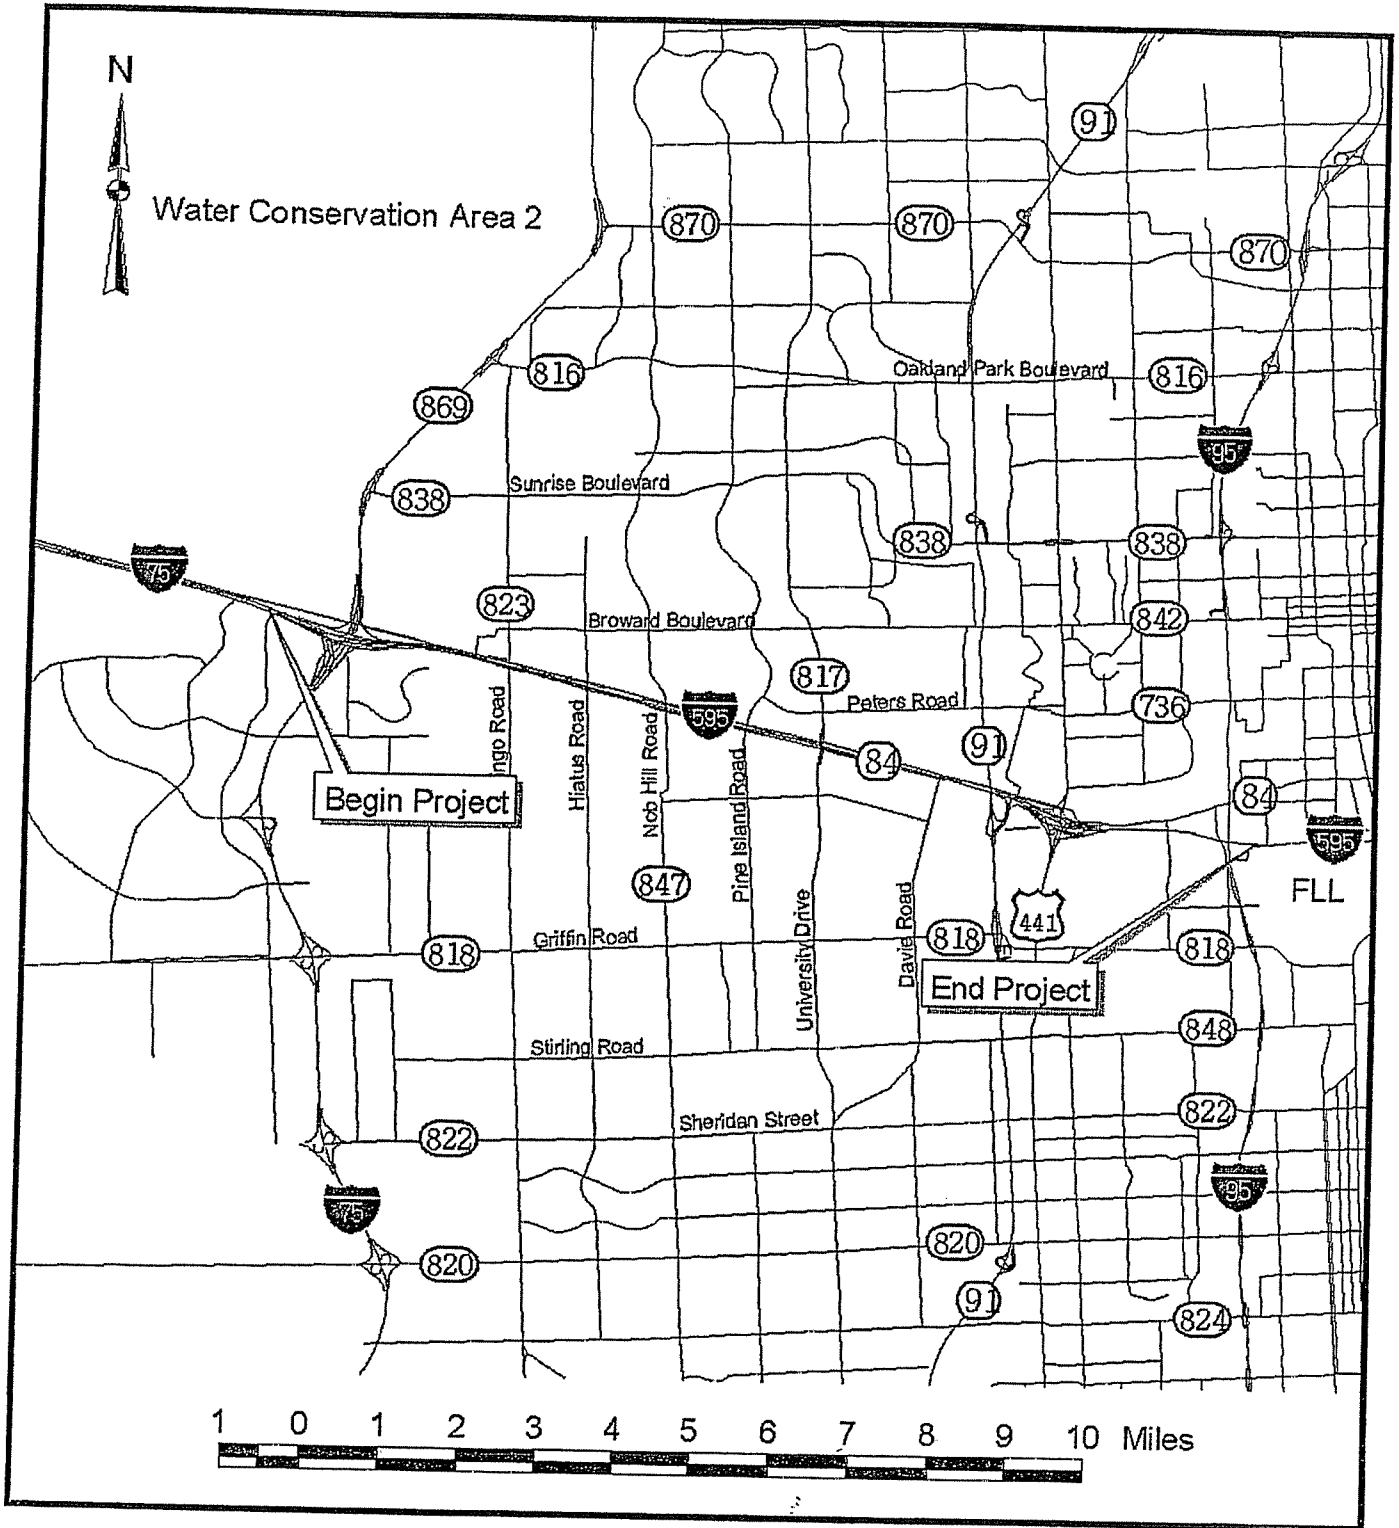 N
91
Water Conservation Area 2
870
870
870
816
Oakland Park Boulevard
816
869
95
838
Sunrise Boulevard
838
838
75
823
Broward Boulevard
842
817
Peters Road
736
595
91
84
84
ngo Road
Hiatus Road
Nob Hill Road
Pine Island Road
Begin Project
595
FLL
847
University Drive
Davie Road
441
818
Griffin Road
818
818
End Project
848
Stirling Road
822
Sheridan Street
822
75
95
820
820
91
824
1 0 1 2 3 4 5 6 7 8 9 10 Miles